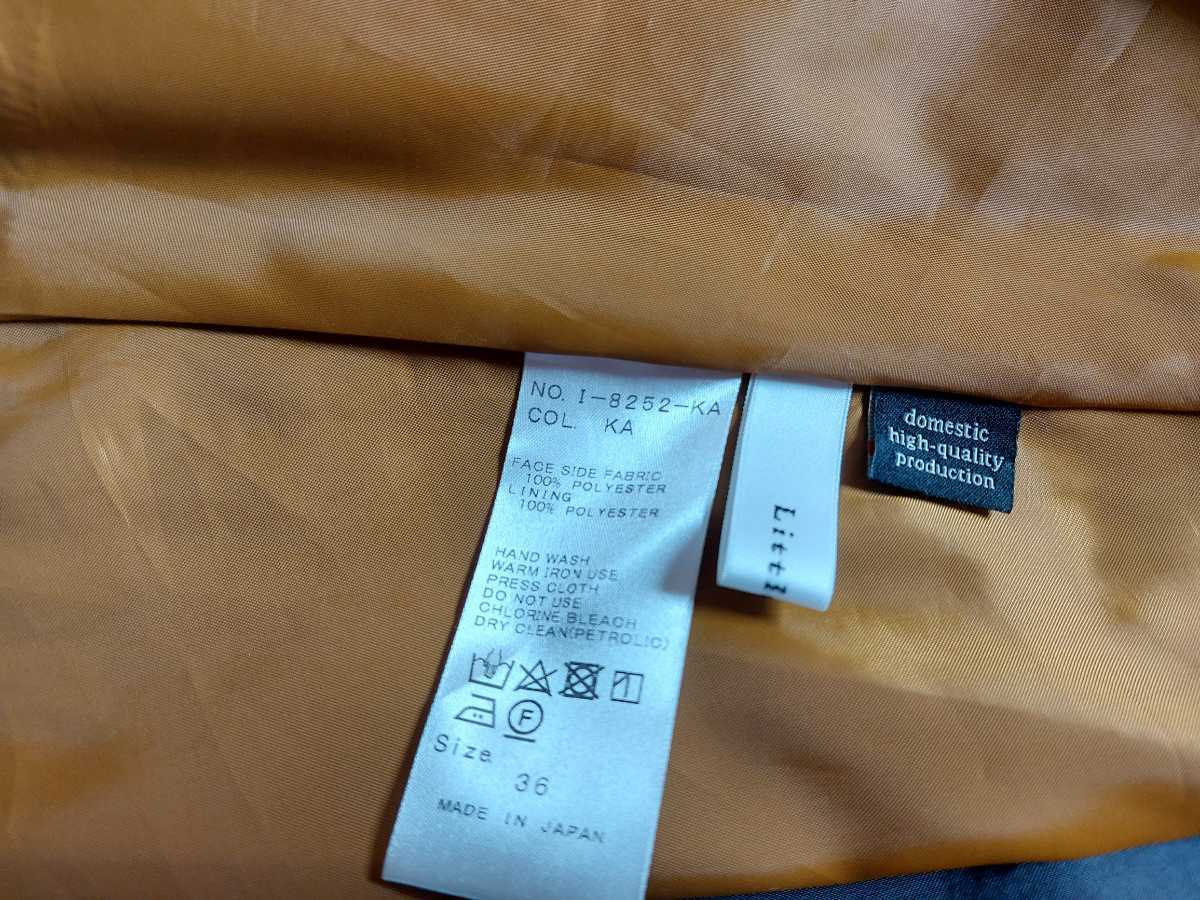 NO. I-8252-KA
COL. KA
FACE SIDE FABRIC
100% POLYESTER
LINING
100% POLYESTER
HAND WASH
WARM IRON USE
PRESS CLOTH
DO NOT USE
CHLORINE BLEACH
DRY CLEAN(PETROLIC)
F
Size
36
MADE IN JAPAN
Littl
domestic
high-quality
production